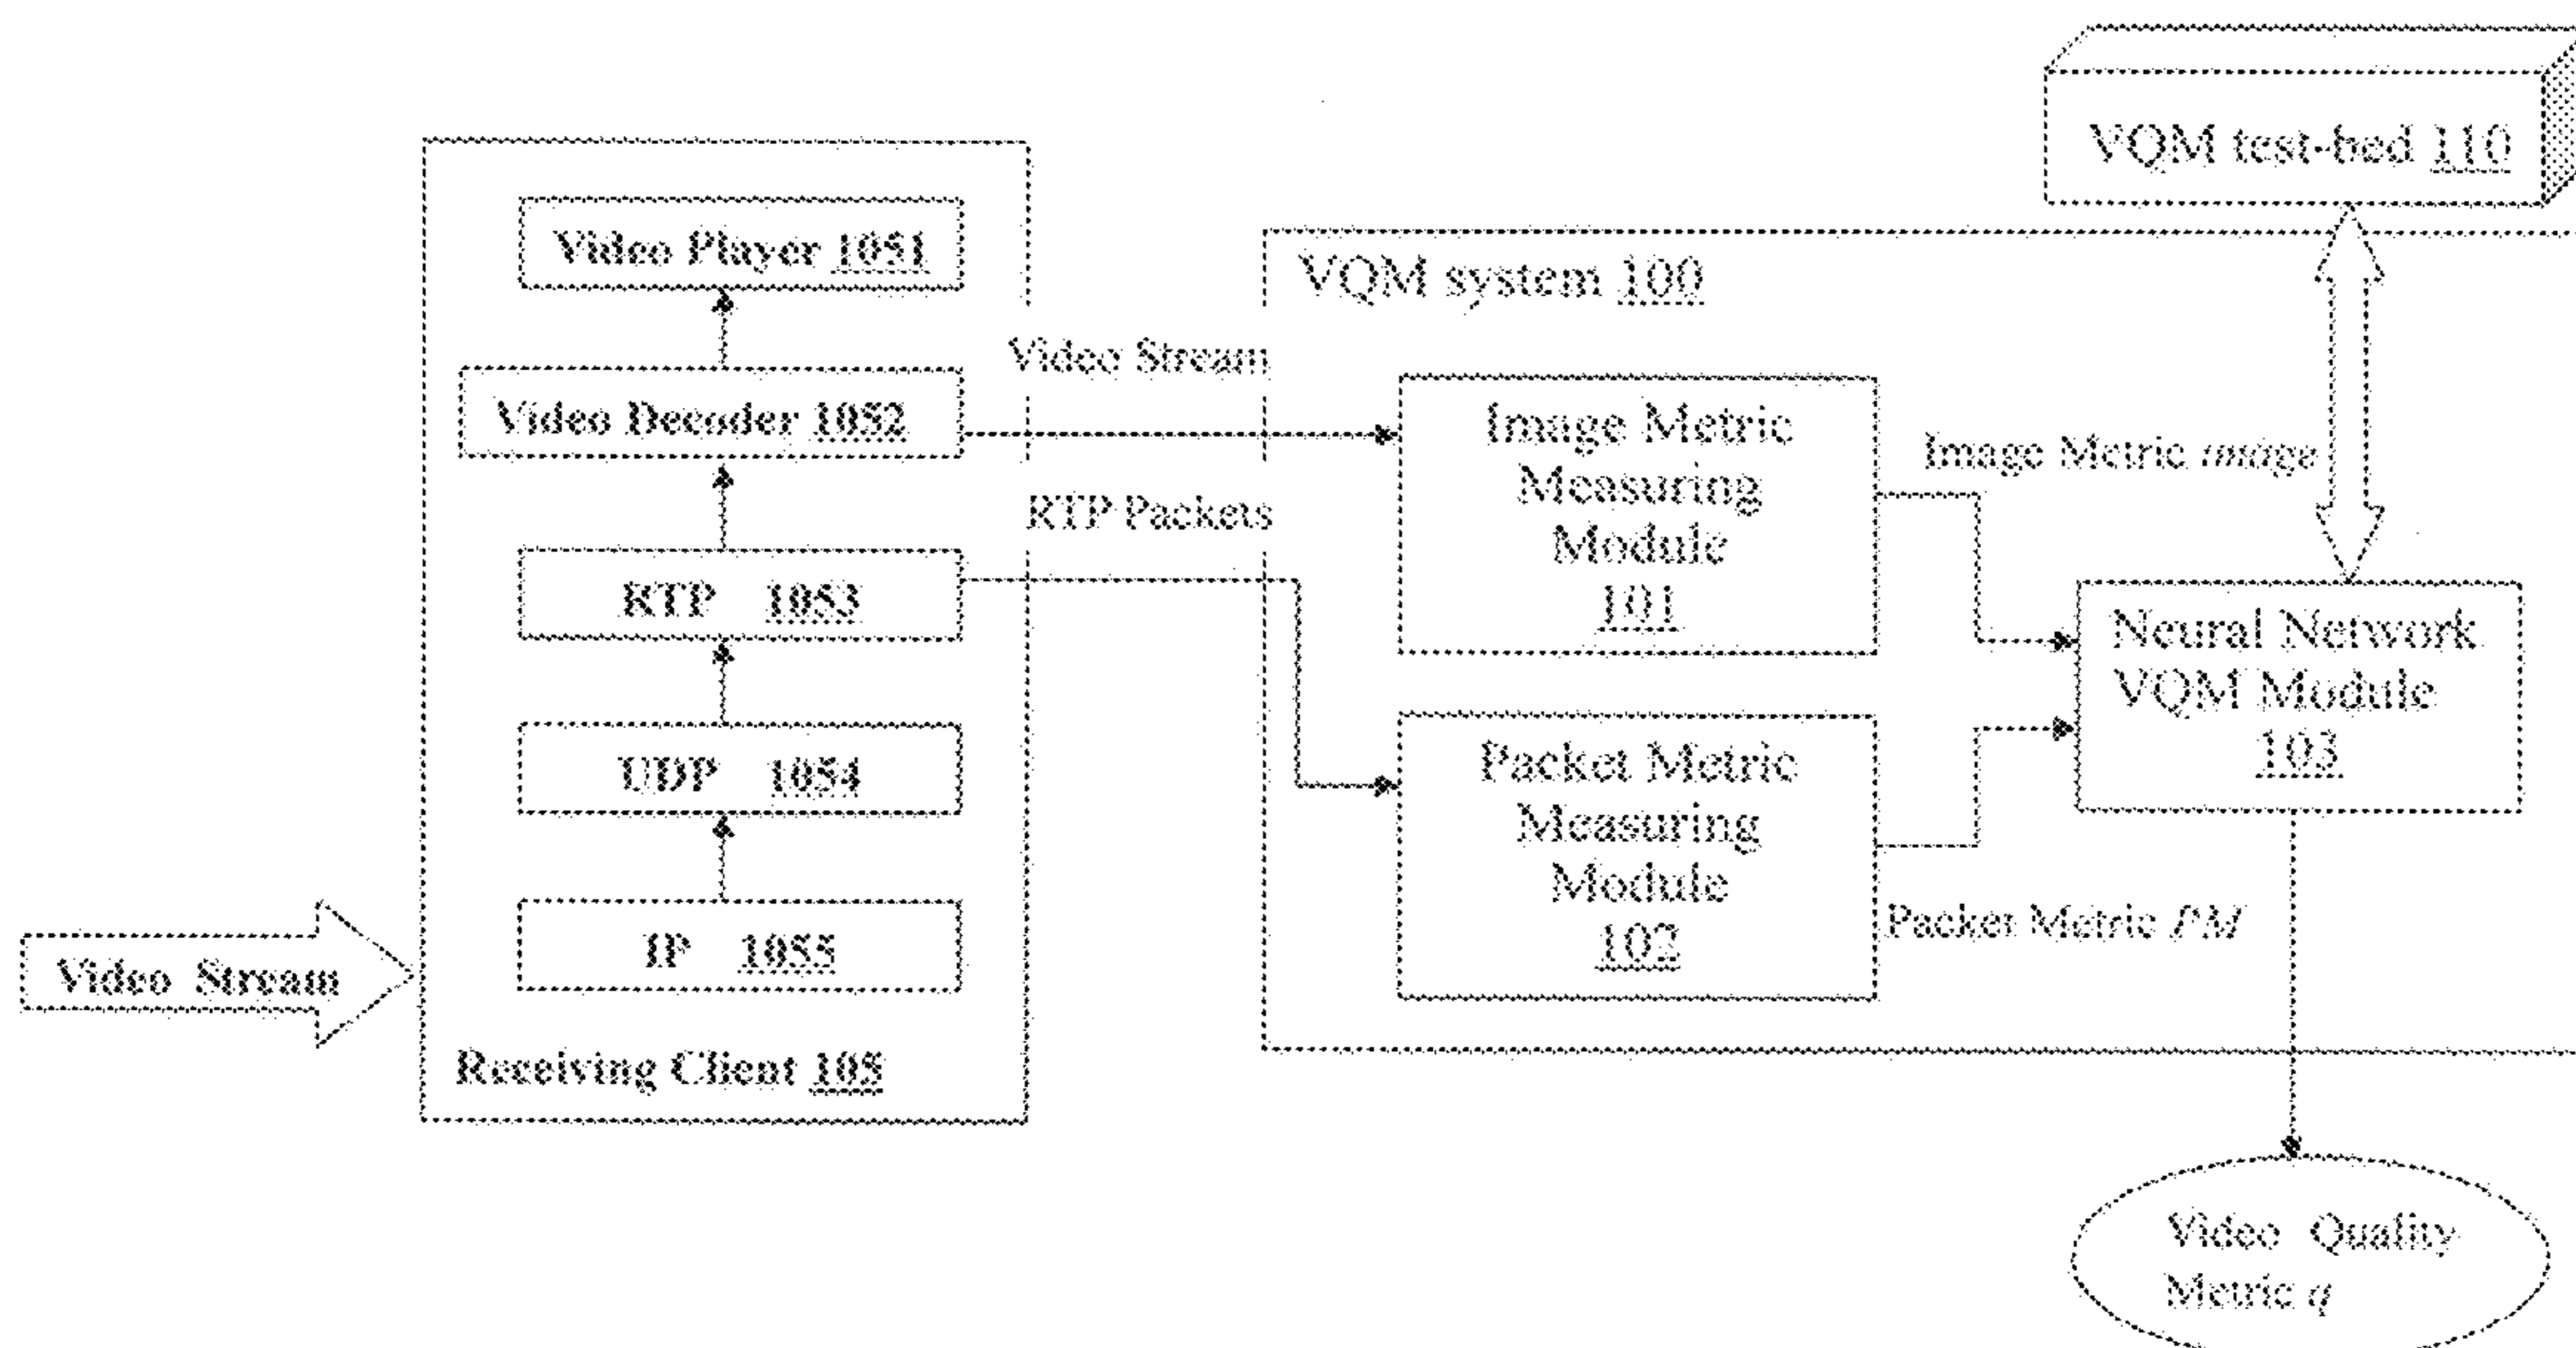 VQM test-bed 110
Video Player 1051
VQM system 100
Video Stream
Video Decoder 1052
Image Metric
Measuring
Module
101
Image Metric image
RTP Packets
RTP 1053
Neural Network
VQM Module
103
UDP 1054
Packet Metric
Measuring
Module
102
Packet Metric PM
IP 1055
Video Stream
Receiving Client 105
Video Quality
Metric q